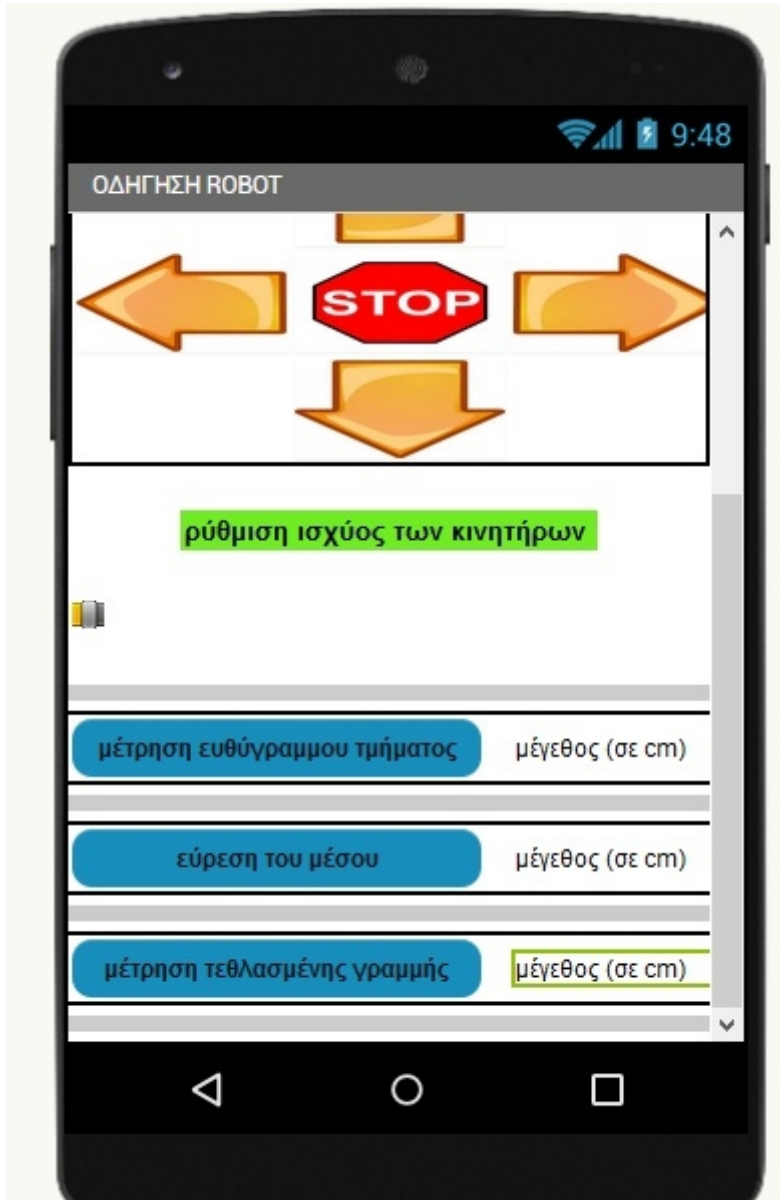 9:48
ΟΔΗΓΗΣΗ ROBOT
STOP
ρύθμιση ισχύος των κινητήρων
μέτρηση ευθύγραμμου τμήματος μέγεθος (σε cm)
εύρεση του μέσου μέγεθος (σε cm)
μέτρηση τεθλασμένης γραμμής μέγεθος (σε cm)